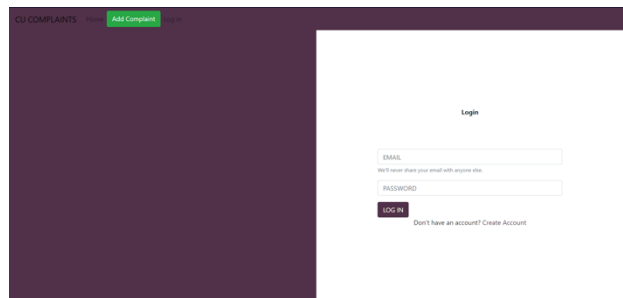 CU COMPLAINTS Home Add Complaint Log In
Login
EMAIL
We'll never share your email with anyone else.
PASSWORD
LOG IN
Don't have an account? Create Account